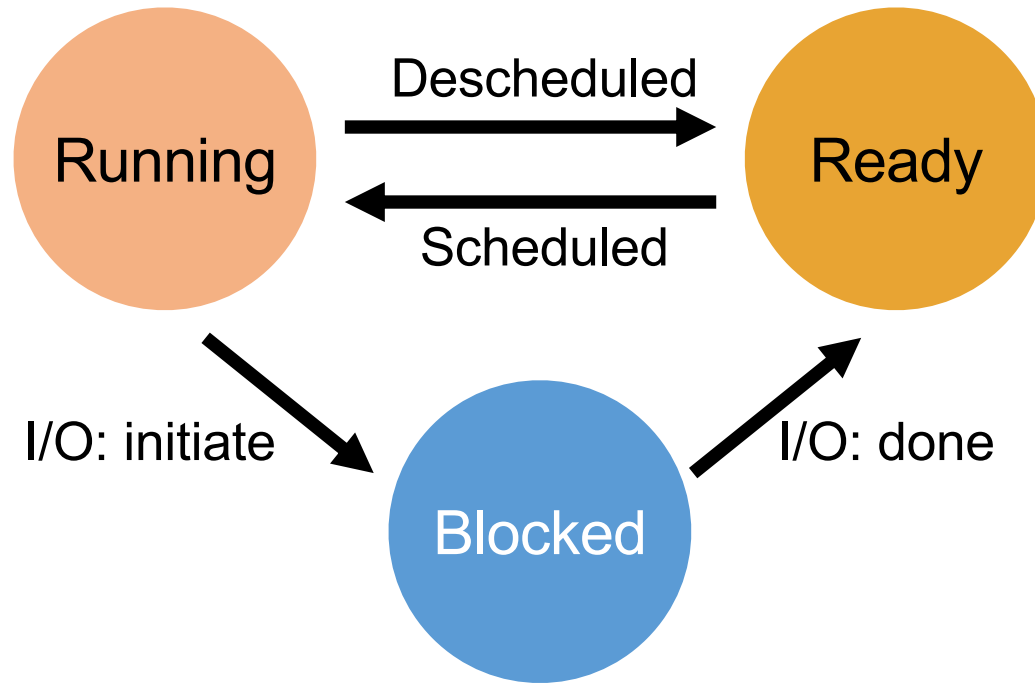 Descheduled
Running
Ready
Scheduled
I/O: initiate
I/O: done
Blocked